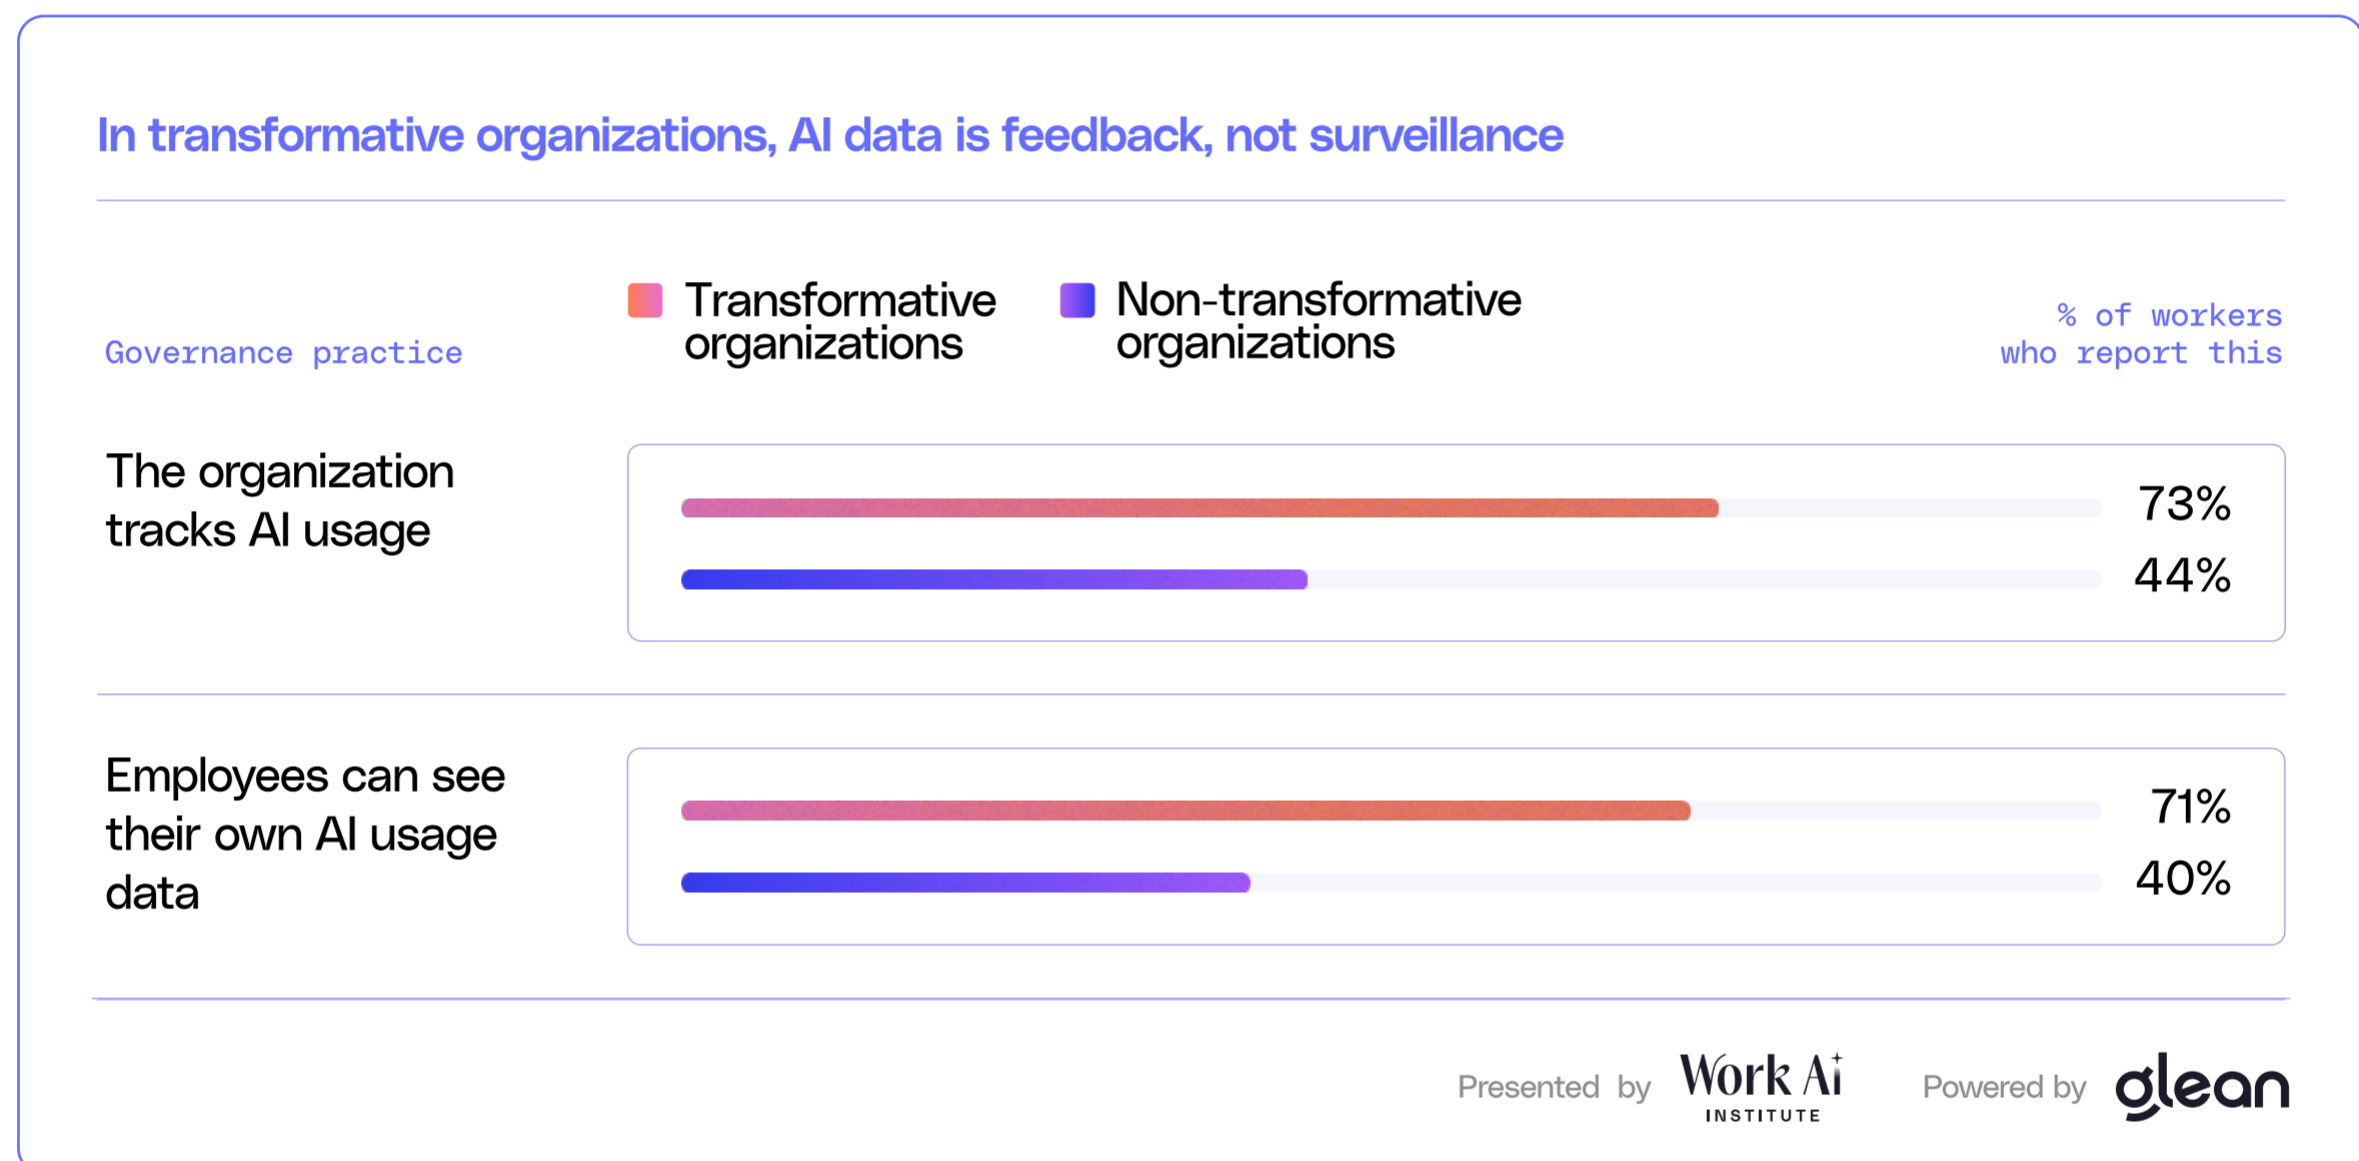 In transformative organizations, AI data is feedback, not surveillance
Governance practice
Transformative
organizations
Non-transformative
organizations
% of workers
who report this
The organization
tracks AI usage
73%
44%
Employees can see
their own AI usage
data
71%
40%
Presented by
Work Ai
INSTITUTE
Powered by
glean